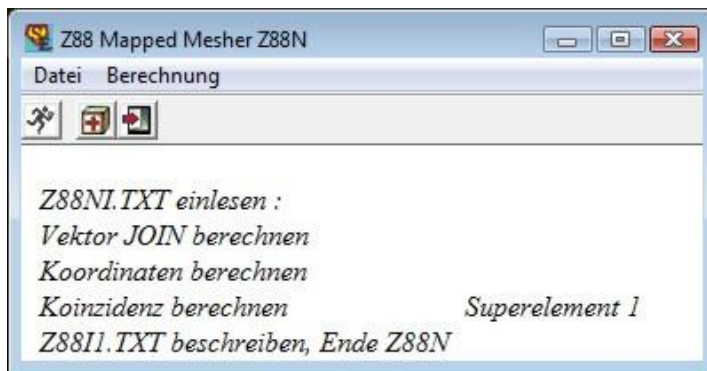 Z88 Mapped Mesher Z88N
Datei Berechnung
Z88NI.TXT einlesen :
Vektor JOIN berechnen
Koordinaten berechnen
Koinzidenz berechnen Superelement 1
Z88I1.TXT beschreiben, Ende Z88N